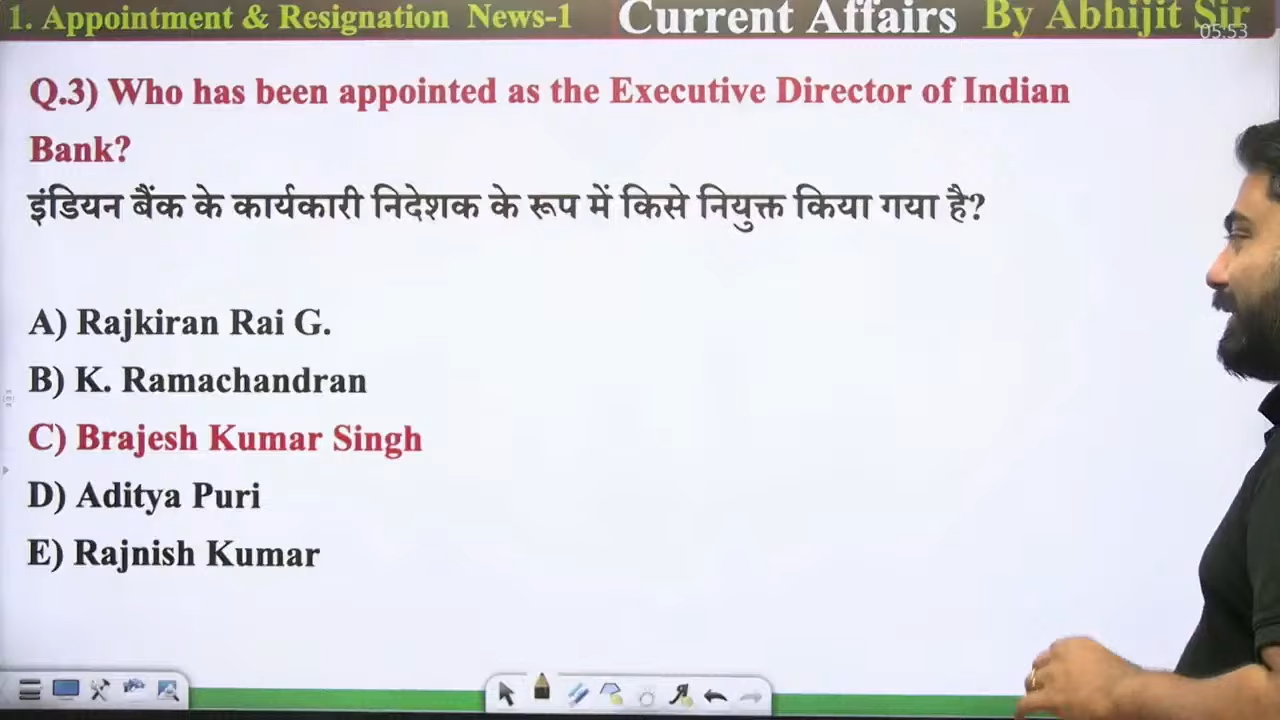 1. Appointment & Resignation News-1 Current Affairs By Abhijit Sir
05:53
Q.3) Who has been appointed as the Executive Director of Indian
Bank?
इंडियन बैंक के कार्यकारी निदेशक के रूप में किसे नियुक्त किया गया है?
A) Rajkiran Rai G.
B) K. Ramachandran
C) Brajesh Kumar Singh
D) Aditya Puri
E) Rajnish Kumar